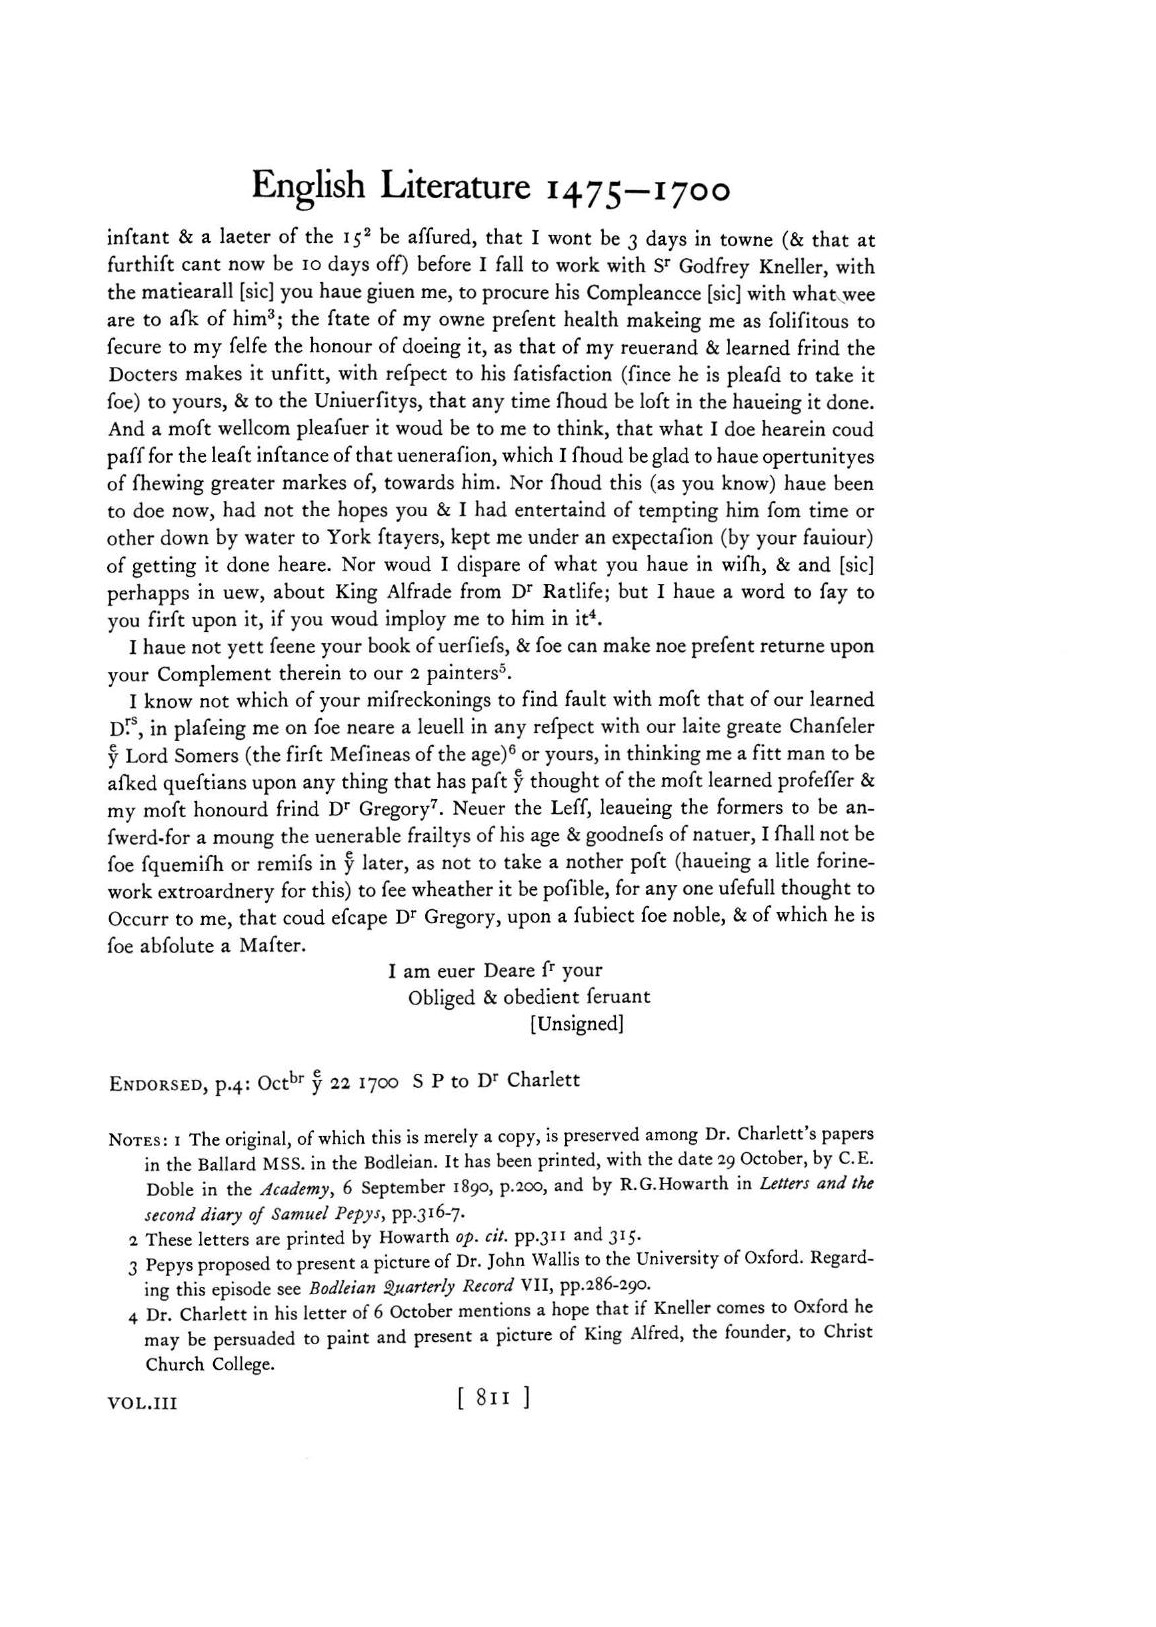 English Literature 1475—1700
inſtant & a laeter of the 15² be aſſured, that I wont be 3 days in towne (& that at
furthiſt cant now be 10 days off) before I fall to work with Sʳ Godfrey Kneller, with
the matiearall [sic] you haue giuen me, to procure his Compleancce [sic] with what wee
are to aſk of him³; the ſtate of my owne preſent health makeing me as ſoliſitous to
ſecure to my ſelfe the honour of doeing it, as that of my reuerand & learned frind the
Docters makes it unfitt, with reſpect to his ſatisfaction (ſince he is pleaſd to take it
ſoe) to yours, & to the Uniuerſitys, that any time ſhoud be loſt in the haueing it done.
And a moſt wellcom pleaſuer it woud be to me to think, that what I doe hearein coud
paſſ for the leaſt inſtance of that ueneraſion, which I ſhoud be glad to haue opertunityes
of ſhewing greater markes of, towards him. Nor ſhoud this (as you know) haue been
to doe now, had not the hopes you & I had entertaind of tempting him ſom time or
other down by water to York ſtayers, kept me under an expectaſion (by your fauiour)
of getting it done heare. Nor woud I dispare of what you haue in wiſh, & and [sic]
perhapps in uew, about King Alfrade from Dʳ Ratlife; but I haue a word to ſay to
you firſt upon it, if you woud imploy me to him in it⁴.
I haue not yett ſeene your book of uerſieſs, & ſoe can make noe preſent returne upon
your Complement therein to our 2 painters⁵.
I know not which of your miſreckonings to find fault with moſt that of our learned
D.ʳˢ, in plaſeing me on ſoe neare a leuell in any reſpect with our laite greate Chanſeler
yͤ Lord Somers (the firſt Meſineas of the age)⁶ or yours, in thinking me a fitt man to be
aſked queſtians upon any thing that has paſt yͤ thought of the moſt learned profeſſer &
my moſt honourd frind Dʳ Gregory⁷. Neuer the Leſſ, leaueing the formers to be an-
ſwerd-for a moung the uenerable frailtys of his age & goodneſs of natuer, I ſhall not be
ſoe ſquemiſh or remiſs in yͤ later, as not to take a nother poſt (haueing a litle forine-
work extroardnery for this) to ſee wheather it be poſible, for any one uſefull thought to
Occurr to me, that coud eſcape Dʳ Gregory, upon a ſubiect ſoe noble, & of which he is
ſoe abſolute a Maſter.
I am euer Deare ſʳ your
Obliged & obedient ſeruant
[Unsigned]
ENDORSED, p.4: Octᵇʳ yͤ 22 1700 S P to Dʳ Charlett
NOTES: 1 The original, of which this is merely a copy, is preserved among Dr. Charlett's papers
in the Ballard MSS. in the Bodleian. It has been printed, with the date 29 October, by C.E.
Doble in the Academy, 6 September 1890, p.200, and by R.G.Howarth in Letters and the
second diary of Samuel Pepys, pp.316-7.
2 These letters are printed by Howarth op. cit. pp.311 and 315.
3 Pepys proposed to present a picture of Dr. John Wallis to the University of Oxford. Regard-
ing this episode see Bodleian Quarterly Record VII, pp.286-290.
4 Dr. Charlett in his letter of 6 October mentions a hope that if Kneller comes to Oxford he
may be persuaded to paint and present a picture of King Alfred, the founder, to Christ
Church College.
VOL.III [ 811 ]